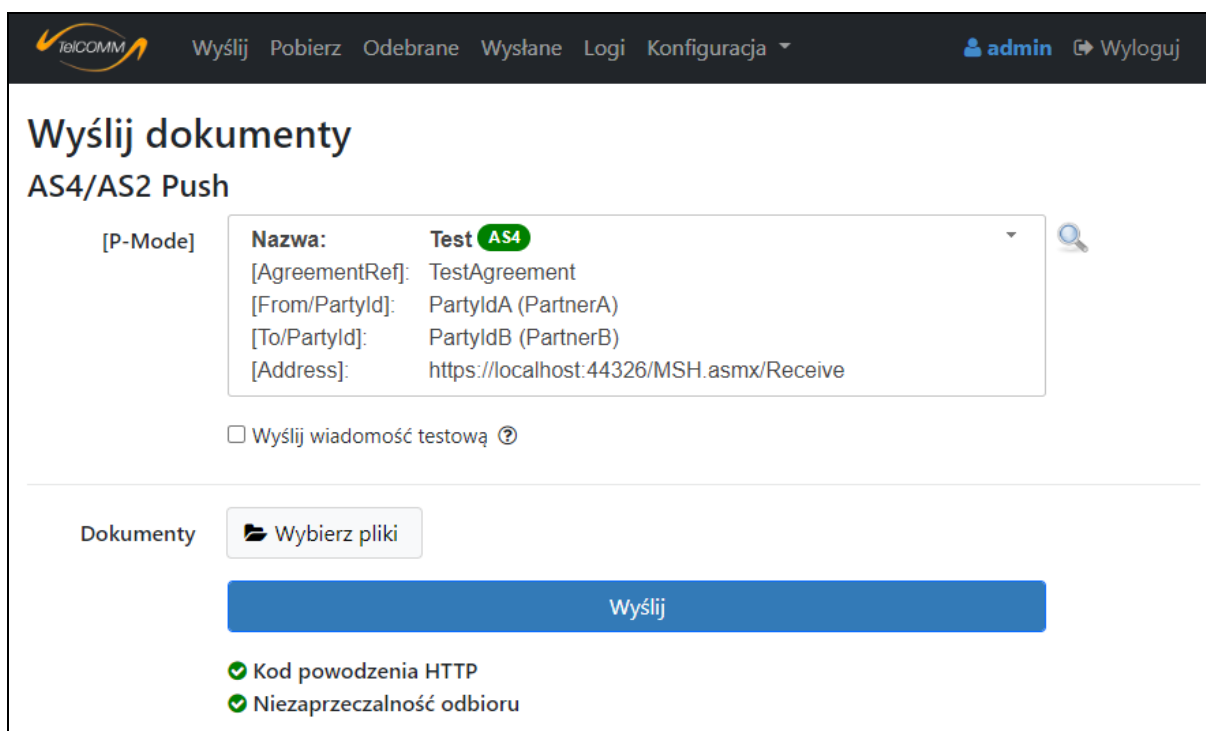 TelCOMM Wyślij Pobierz Odebrane Wysłane Logi Konfiguracja admin Wyloguj
Wyślij dokumenty
AS4/AS2 Push
[P-Mode] Nazwa: Test AS4
[AgreementRef]: TestAgreement
[From/PartyId]: PartyIdA (PartnerA)
[To/PartyId]: PartyIdB (PartnerB)
[Address]: https://localhost:44326/MSH.asmx/Receive
Wyślij wiadomość testową ?
Dokumenty Wybierz pliki
Wyślij
Kod powodzenia HTTP
Niezaprzeczalność odbioru